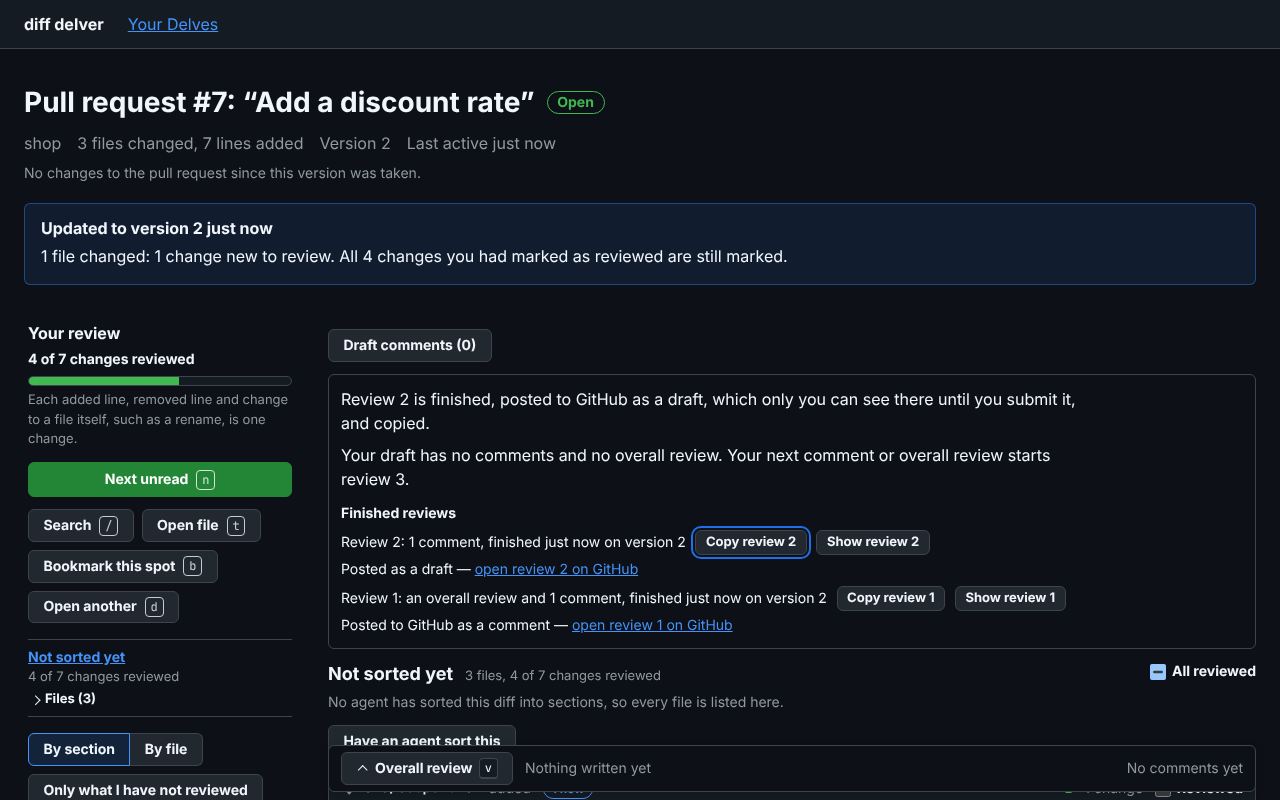 diff delver Your Delves
Pull request #7: “Add a discount rate” Open
shop 3 files changed, 7 lines added Version 2 Last active just now
No changes to the pull request since this version was taken.
Updated to version 2 just now
1 file changed: 1 change new to review. All 4 changes you had marked as reviewed are still marked.
Your review
4 of 7 changes reviewed
Each added line, removed line and change
to a file itself, such as a rename, is one
change.
Next unread n
Search /
Open file t
Bookmark this spot b
Open another d
Not sorted yet
4 of 7 changes reviewed
Files (3)
By section By file
Only what I have not reviewed
Draft comments (0)
Review 2 is finished, posted to GitHub as a draft, which only you can see there until you submit it,
and copied.
Your draft has no comments and no overall review. Your next comment or overall review starts
review 3.
Finished reviews
Review 2: 1 comment, finished just now on version 2 Copy review 2 Show review 2
Posted as a draft — open review 2 on GitHub
Review 1: an overall review and 1 comment, finished just now on version 2 Copy review 1 Show review 1
Posted to GitHub as a comment — open review 1 on GitHub
Not sorted yet 3 files, 4 of 7 changes reviewed All reviewed
No agent has sorted this diff into sections, so every file is listed here.
Have an agent sort this
Overall review v Nothing written yet No comments yet